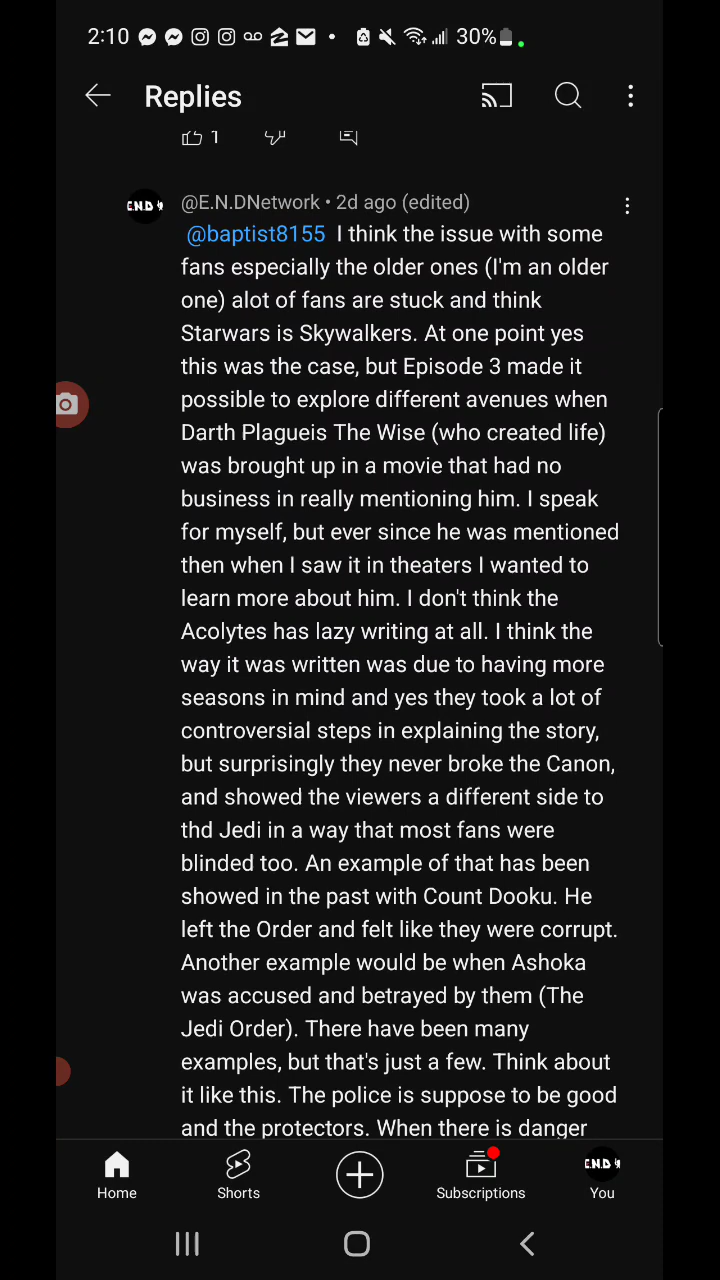 2:10 30%
Replies
1
E.N.D
@E.N.DNetwork • 2d ago (edited)
@baptist8155 I think the issue with some
fans especially the older ones (I'm an older
one) alot of fans are stuck and think
Starwars is Skywalkers. At one point yes
this was the case, but Episode 3 made it
possible to explore different avenues when
Darth Plagueis The Wise (who created life)
was brought up in a movie that had no
business in really mentioning him. I speak
for myself, but ever since he was mentioned
then when I saw it in theaters I wanted to
learn more about him. I don't think the
Acolytes has lazy writing at all. I think the
way it was written was due to having more
seasons in mind and yes they took a lot of
controversial steps in explaining the story,
but surprisingly they never broke the Canon,
and showed the viewers a different side to
thd Jedi in a way that most fans were
blinded too. An example of that has been
showed in the past with Count Dooku. He
left the Order and felt like they were corrupt.
Another example would be when Ashoka
was accused and betrayed by them (The
Jedi Order). There have been many
examples, but that's just a few. Think about
it like this. The police is suppose to be good
and the protectors. When there is danger
E.N.D
Home Shorts Subscriptions You